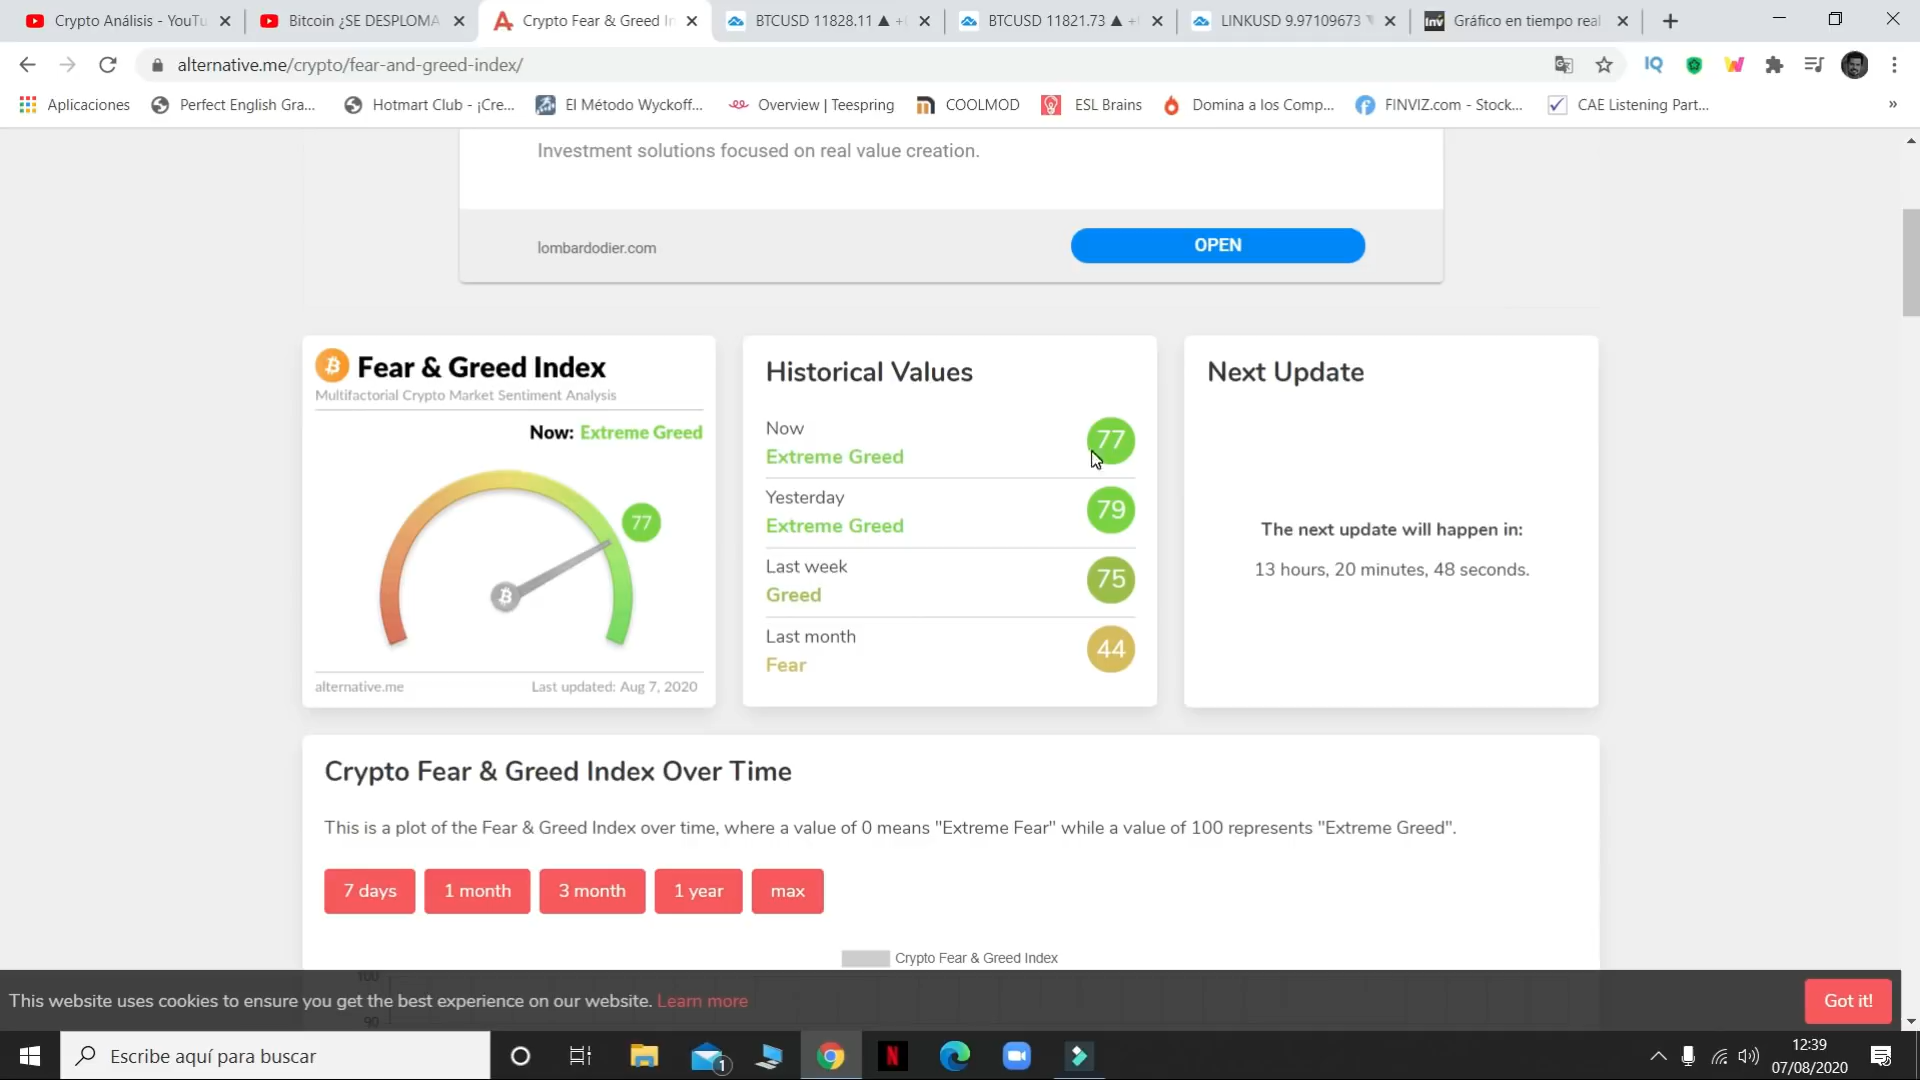 Crypto Análisis - YouTu
Bitcoin ¿SE DESPLOMA
Crypto Fear & Greed In
BTCUSD 11828.11 ▲ +
BTCUSD 11821.73 ▲ +
LINKUSD 9.97109673 ▼
Inv Gráfico en tiempo real
alternative.me/crypto/fear-and-greed-index/
IQ
Aplicaciones
Perfect English Gra...
Hotmart Club - ¡Cre...
El Método Wyckoff...
Overview | Teespring
COOLMOD
ESL Brains
Domina a los Comp...
FINVIZ.com - Stock...
CAE Listening Part...
»
Investment solutions focused on real value creation.
lombardodier.com
OPEN
Fear & Greed Index
Multifactorial Crypto Market Sentiment Analysis
Now: Extreme Greed
77
alternative.me
Last updated: Aug 7, 2020
Historical Values
Now
Extreme Greed
77
Yesterday
Extreme Greed
79
Last week
Greed
75
Last month
Fear
44
Next Update
The next update will happen in:
13 hours, 20 minutes, 48 seconds.
Crypto Fear & Greed Index Over Time
This is a plot of the Fear & Greed Index over time, where a value of 0 means "Extreme Fear" while a value of 100 represents "Extreme Greed".
7 days
1 month
3 month
1 year
max
Crypto Fear & Greed Index
100
90
This website uses cookies to ensure you get the best experience on our website. Learn more
Got it!
Escribe aquí para buscar
1
12:39
07/08/2020